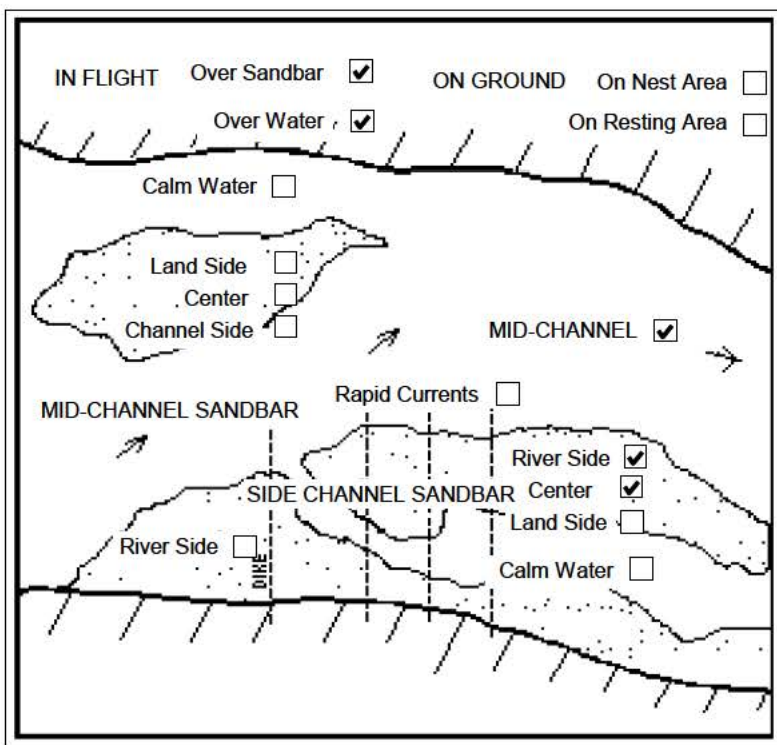 IN FLIGHT Over Sandbar ON GROUND On Nest Area
Over Water On Resting Area
Calm Water
Land Side
Center
Channel Side
MID-CHANNEL
Rapid Currents
MID-CHANNEL SANDBAR
River Side
SIDE CHANNEL SANDBAR Center
Land Side
River Side
DIKE
Calm Water